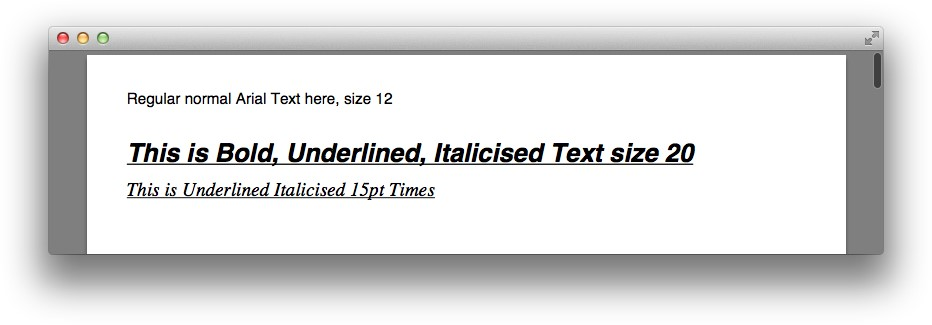 Regular normal Arial Text here, size 12
This is Bold, Underlined, Italicised Text size 20
This is Underlined Italicised 15pt Times